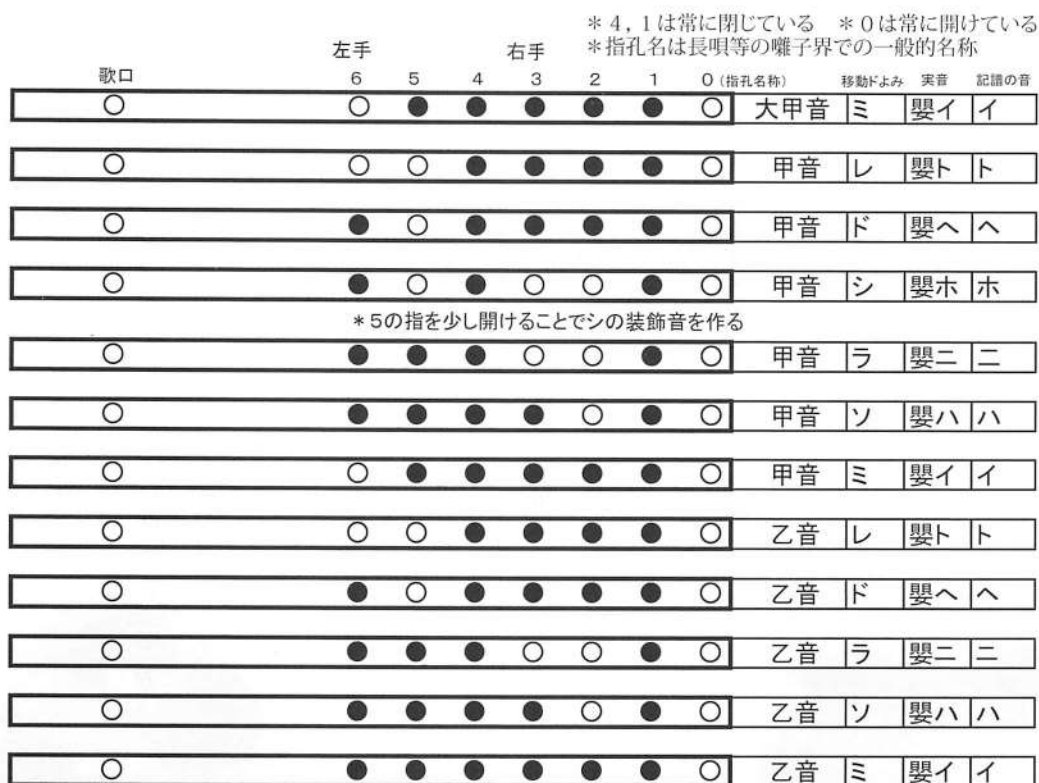 ＊４，１は常に閉じている　＊０は常に開けている
＊指孔名は長唄等の囃子界での一般的名称
左手　右手
歌口　6　5　4　3　2　1　0（指孔名称）　移動ドよみ　実音　記譜の音
大甲音　ミ　嬰イ　イ
甲音　レ　嬰ト　ト
甲音　ド　嬰ヘ　ヘ
甲音　シ　嬰ホ　ホ
＊5の指を少し開けることでシの装飾音を作る
甲音　ラ　嬰ニ　ニ
甲音　ソ　嬰ハ　ハ
甲音　ミ　嬰イ　イ
乙音　レ　嬰ト　ト
乙音　ド　嬰ヘ　ヘ
乙音　ラ　嬰ニ　ニ
乙音　ソ　嬰ハ　ハ
乙音　ミ　嬰イ　イ